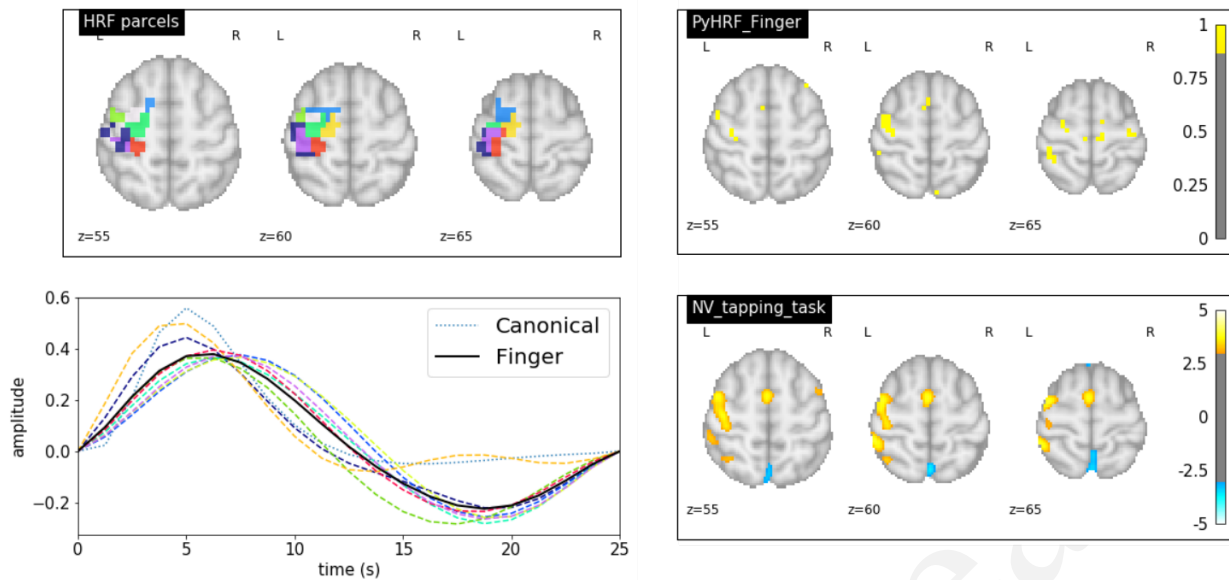 HRF parcels
L R L R L R
z=55 z=60 z=65
PyHRF_Finger
L R L R L R
z=55 z=60 z=65
1
0.75
0.5
0.25
0
0.6
0.4
0.2
0.0
−0.2
amplitude
Canonical
Finger
0 5 10 15 20 25
time (s)
NV_tapping_task
L R L R L R
z=55 z=60 z=65
5
2.5
0
-2.5
-5